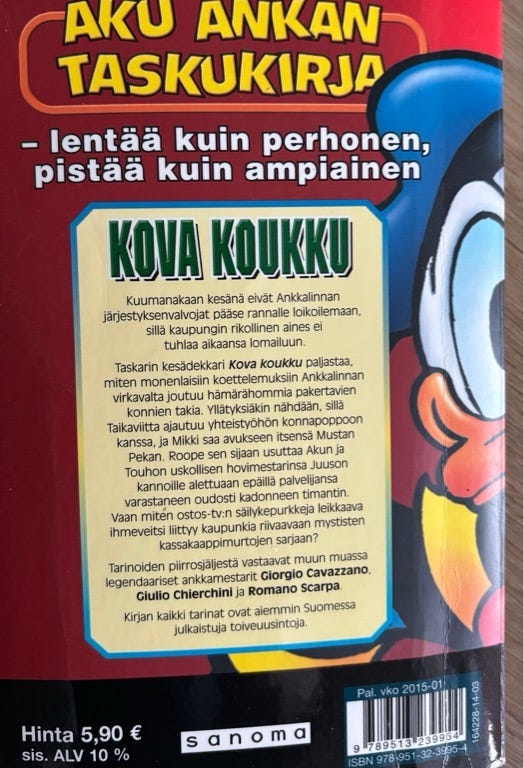 AKU ANKAN
TASKUKIRJA
– lentää kuin perhonen,
pistää kuin ampiainen
KOVA KOUKKU
Kuumanakaan kesänä eivät Ankkalinnan
järjestyksenvalvojat pääse rannalle loikoilemaan,
sillä kaupungin rikollinen aines ei
tuhlaa aikaansa lomailuun.
Taskarin kesädekkari Kova koukku paljastaa,
miten monenlaisiin koettelemuksiin Ankkalinnan
virkavalta joutuu hämärähommia pakertavien
konnien takia. Yllätyksiäkin nähdään, sillä
Taikaviitta ajautuu yhteistyöhön konnapoppoon
kanssa, ja Mikki saa avukseen itsensä Mustan
Pekan. Roope sen sijaan usuttaa Akun ja
Touhon uskollisen hovimestarinsa Juuson
kannoille alettuaan epäillä palvelijansa
varastaneen oudosti kadonneen timantin.
Vaan miten ostos-tv:n säilykepurkkeja leikkaava
ihmeveitsi liittyy kaupunkia riivaavaan mystisten
kassakaappimurtojen sarjaan?
Tarinoiden piirrosjäljestä vastaavat muun muassa
legendaariset ankkamestarit Giorgio Cavazzano,
Giulio Chierchini ja Romano Scarpa.
Kirjan kaikki tarinat ovat aiemmin Suomessa
julkaistuja toiveuusintoja.
Hinta 5,90 €
sis. ALV 10 %
sanoma
Pal. vko 2015-01
9 789513 239954
ISBN 978-951-32-3995-4
164228-14-03